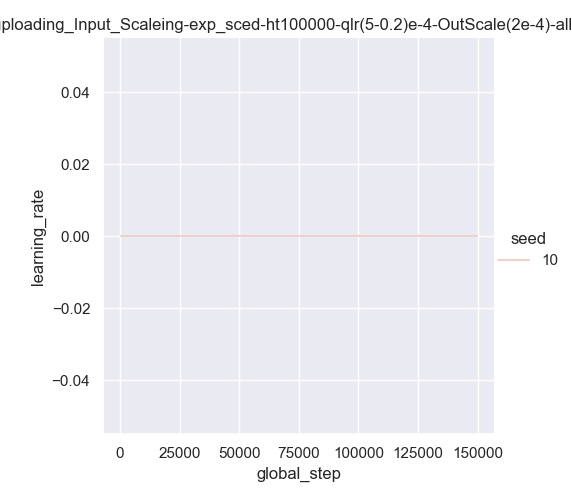 uploading_Input_Scaleing-exp_sced-ht100000-qlr(5-0.2)e-4-OutScale(2e-4)-all
0.04
0.02
0.00
−0.02
−0.04
learning_rate
0 25000 50000 75000 100000 125000 150000
global_step
seed
10